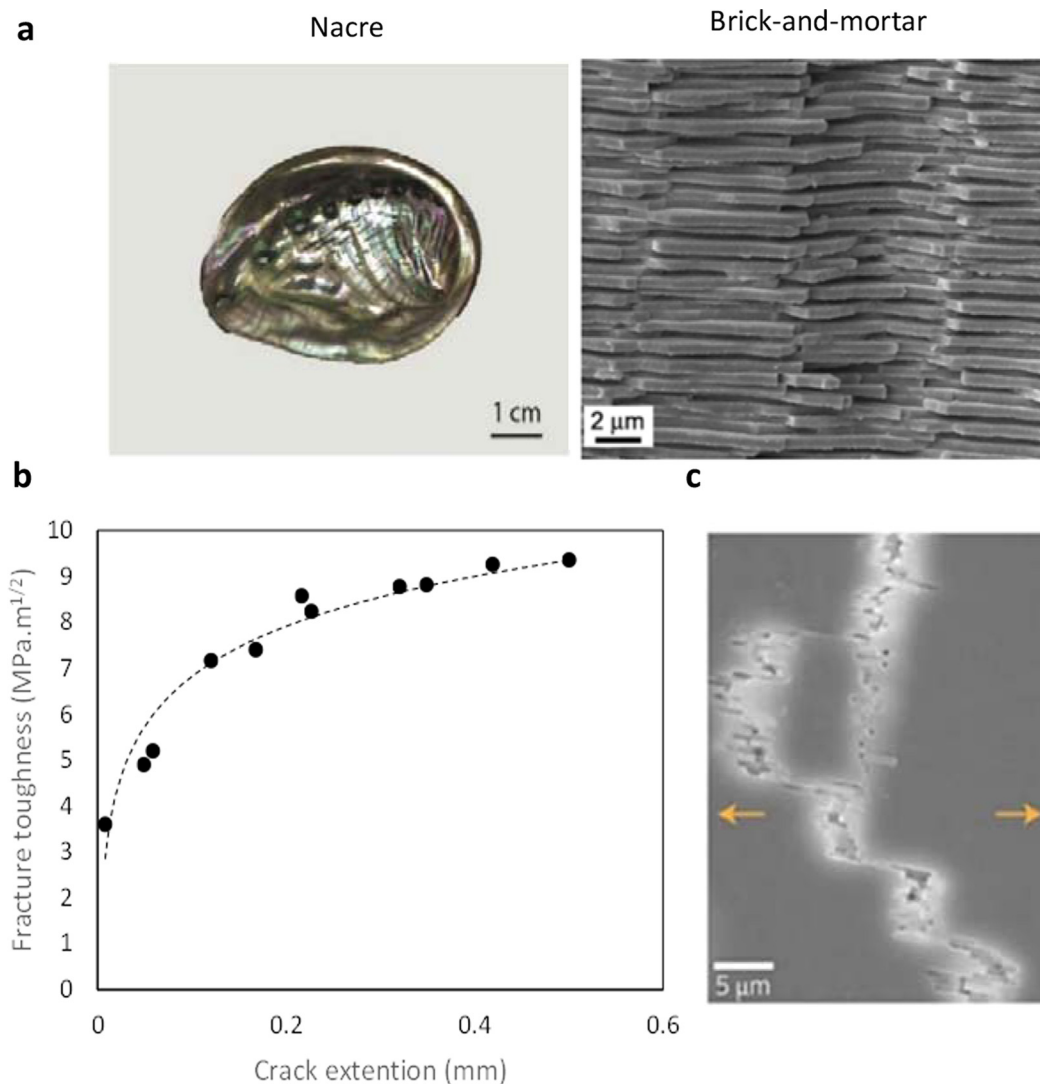 a
Nacre
Brick-and-mortar
1 cm
2 μm
b
c
Fracture toughness (MPa.m1/2)
10
9
8
7
6
5
4
3
2
1
0
0
0.2
0.4
0.6
Crack extention (mm)
5 μm